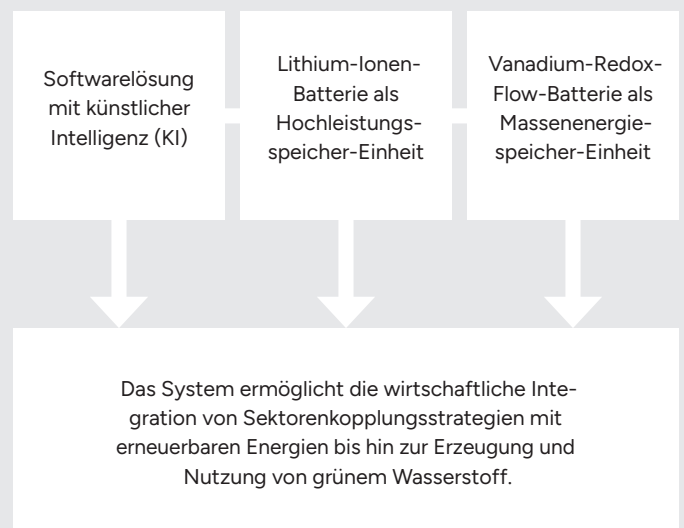 Softwarelösung
mit künstlicher
Intelligenz (KI)
Lithium-Ionen-
Batterie als
Hochleistungs-
speicher-Einheit
Vanadium-Redox-
Flow-Batterie als
Massenenergie-
speicher-Einheit
Das System ermöglicht die wirtschaftliche Inte-
gration von Sektorenkopplungsstrategien mit
erneuerbaren Energien bis hin zur Erzeugung und
Nutzung von grünem Wasserstoff.